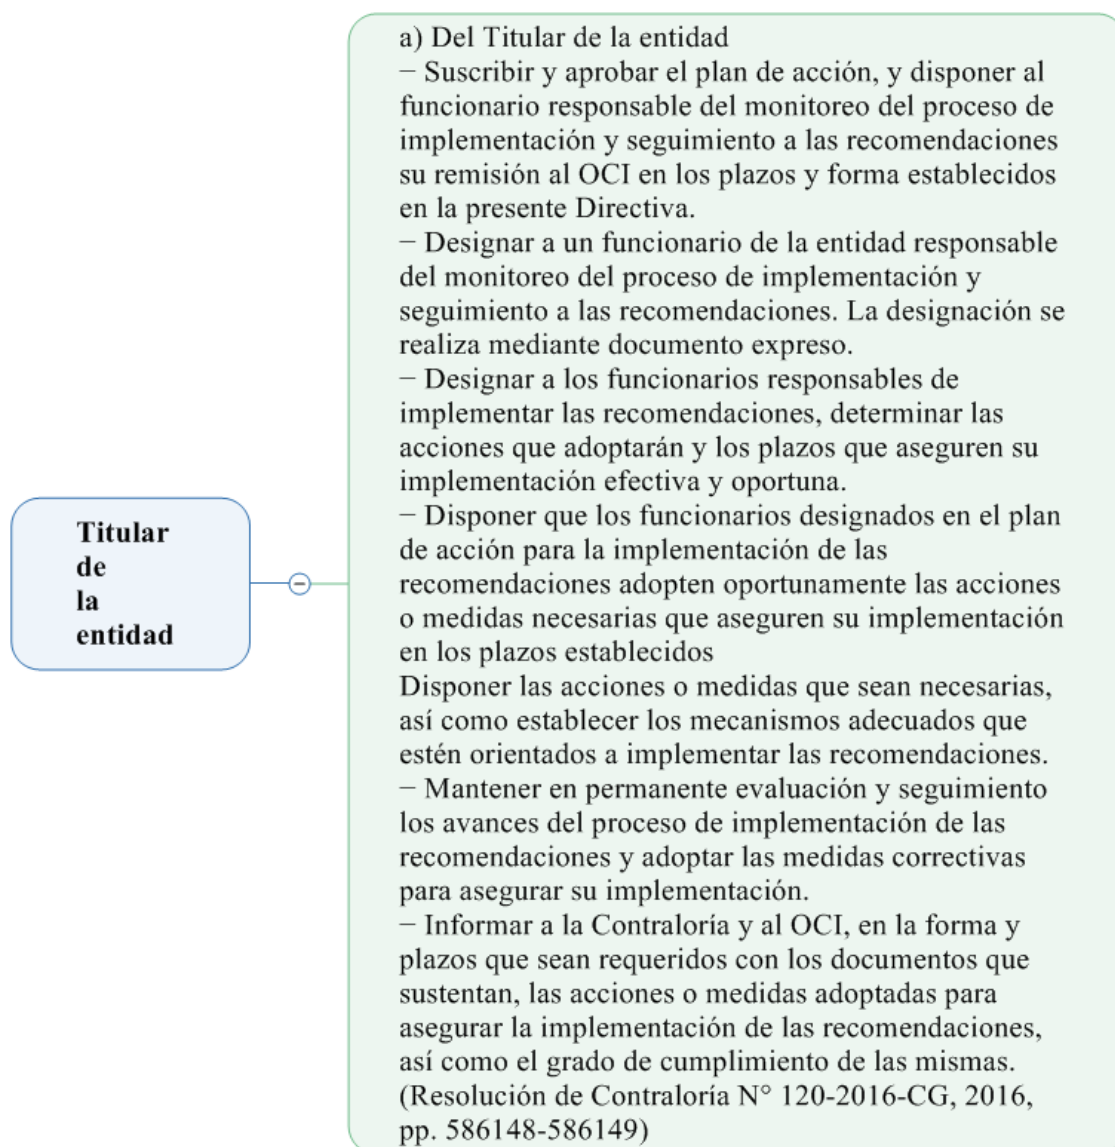 Titular
de
la
entidad
a) Del Titular de la entidad
− Suscribir y aprobar el plan de acción, y disponer al
funcionario responsable del monitoreo del proceso de
implementación y seguimiento a las recomendaciones
su remisión al OCI en los plazos y forma establecidos
en la presente Directiva.
− Designar a un funcionario de la entidad responsable
del monitoreo del proceso de implementación y
seguimiento a las recomendaciones. La designación se
realiza mediante documento expreso.
− Designar a los funcionarios responsables de
implementar las recomendaciones, determinar las
acciones que adoptarán y los plazos que aseguren su
implementación efectiva y oportuna.
− Disponer que los funcionarios designados en el plan
de acción para la implementación de las
recomendaciones adopten oportunamente las acciones
o medidas necesarias que aseguren su implementación
en los plazos establecidos
Disponer las acciones o medidas que sean necesarias,
así como establecer los mecanismos adecuados que
estén orientados a implementar las recomendaciones.
− Mantener en permanente evaluación y seguimiento
los avances del proceso de implementación de las
recomendaciones y adoptar las medidas correctivas
para asegurar su implementación.
− Informar a la Contraloría y al OCI, en la forma y
plazos que sean requeridos con los documentos que
sustentan, las acciones o medidas adoptadas para
asegurar la implementación de las recomendaciones,
así como el grado de cumplimiento de las mismas.
(Resolución de Contraloría N° 120-2016-CG, 2016,
pp. 586148-586149)